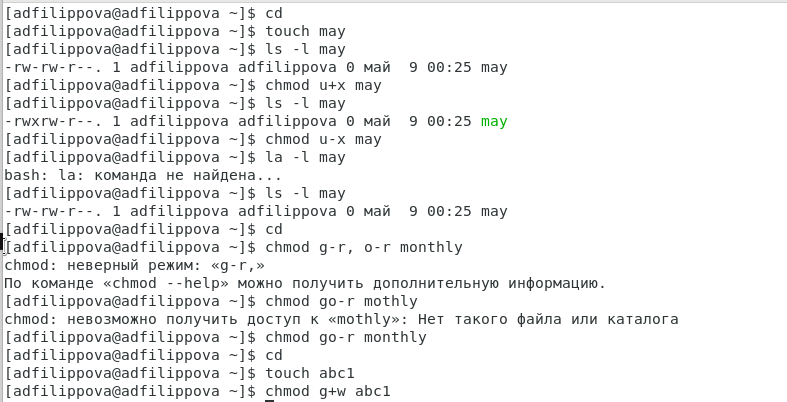 [adfilippova@adfilippova ~]$ cd
[adfilippova@adfilippova ~]$ touch may
[adfilippova@adfilippova ~]$ ls -l may
-rw-rw-r--. 1 adfilippova adfilippova 0 май  9 00:25 may
[adfilippova@adfilippova ~]$ chmod u+x may
[adfilippova@adfilippova ~]$ ls -l may
-rwxrw-r--. 1 adfilippova adfilippova 0 май  9 00:25 may
[adfilippova@adfilippova ~]$ chmod u-x may
[adfilippova@adfilippova ~]$ la -l may
bash: la: команда не найдена...
[adfilippova@adfilippova ~]$ ls -l may
-rw-rw-r--. 1 adfilippova adfilippova 0 май  9 00:25 may
[adfilippova@adfilippova ~]$ cd
[adfilippova@adfilippova ~]$ chmod g-r, o-r monthly
chmod: неверный режим: «g-r,»
По команде «chmod --help» можно получить дополнительную информацию.
[adfilippova@adfilippova ~]$ chmod go-r mothly
chmod: невозможно получить доступ к «mothly»: Нет такого файла или каталога
[adfilippova@adfilippova ~]$ chmod go-r monthly
[adfilippova@adfilippova ~]$ cd
[adfilippova@adfilippova ~]$ touch abc1
[adfilippova@adfilippova ~]$ chmod g+w abc1